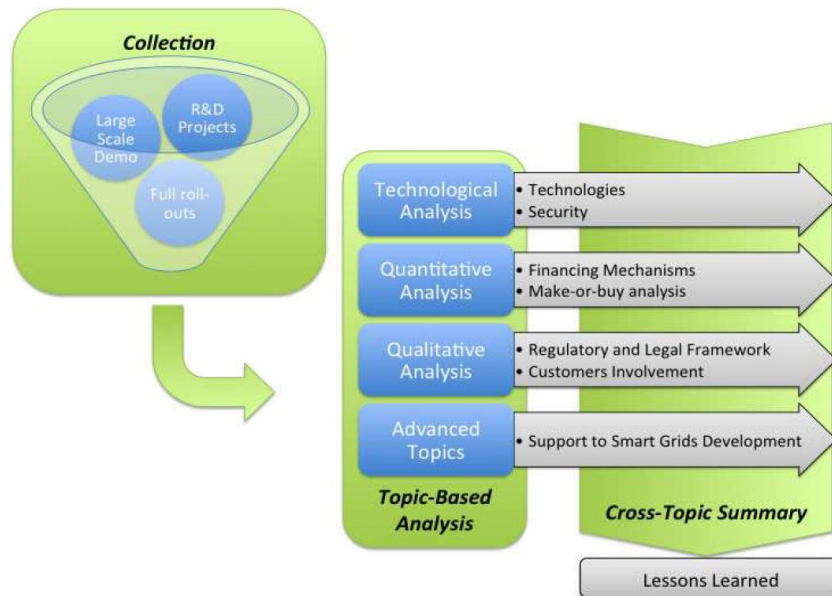 Collection
Large
Scale
Demo
R&D
Projects
Full roll-
outs
Technological
Analysis
• Technologies
• Security
Quantitative
Analysis
• Financing Mechanisms
• Make-or-buy analysis
Qualitative
Analysis
• Regulatory and Legal Framework
• Customers Involvement
Advanced
Topics
• Support to Smart Grids Development
Topic-Based
Analysis
Cross-Topic Summary
Lessons Learned